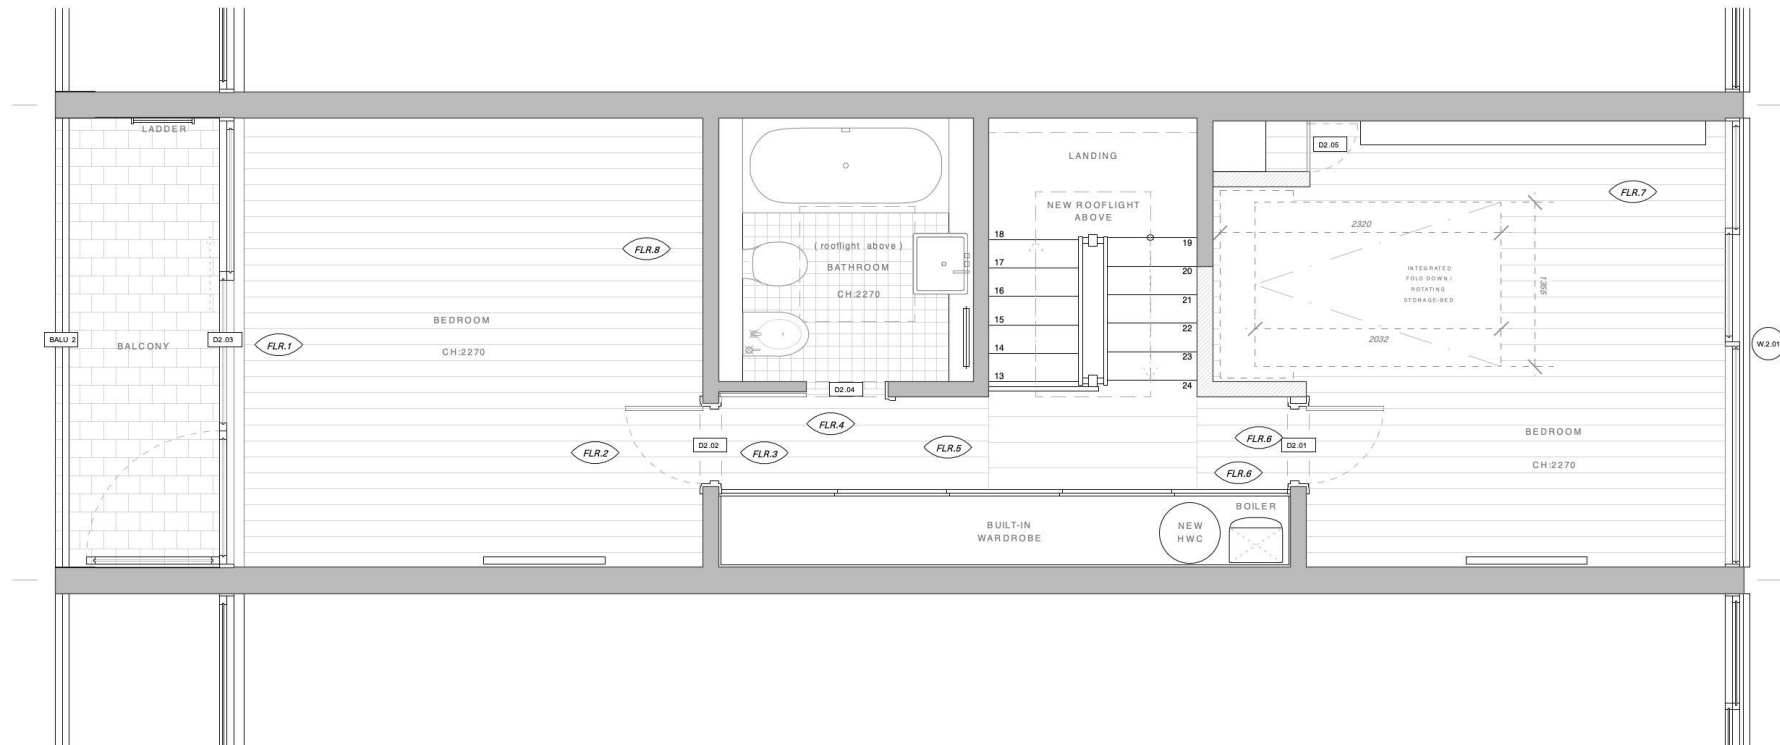 LADDER
D2.05
LANDING
FLR.7
NEW ROOFLIGHT
ABOVE
2320
18
19
FLR.8
( rooflight above )
BATHROOM
CH:2270
17
20
INTEGRATED
FOLD DOWN /
ROTATING
STORAGE-BED
1366
16
21
15
22
BEDROOM
CH:2270
BALU 2
BALCONY
D2.03
FLR.1
2032
W.2.01
14
23
13
24
D2.04
FLR.4
FLR.2
D2.02
FLR.3
FLR.5
FLR.6
D2.01
FLR.6
BEDROOM
CH:2270
BUILT-IN
WARDROBE
NEW
HWC
BOILER